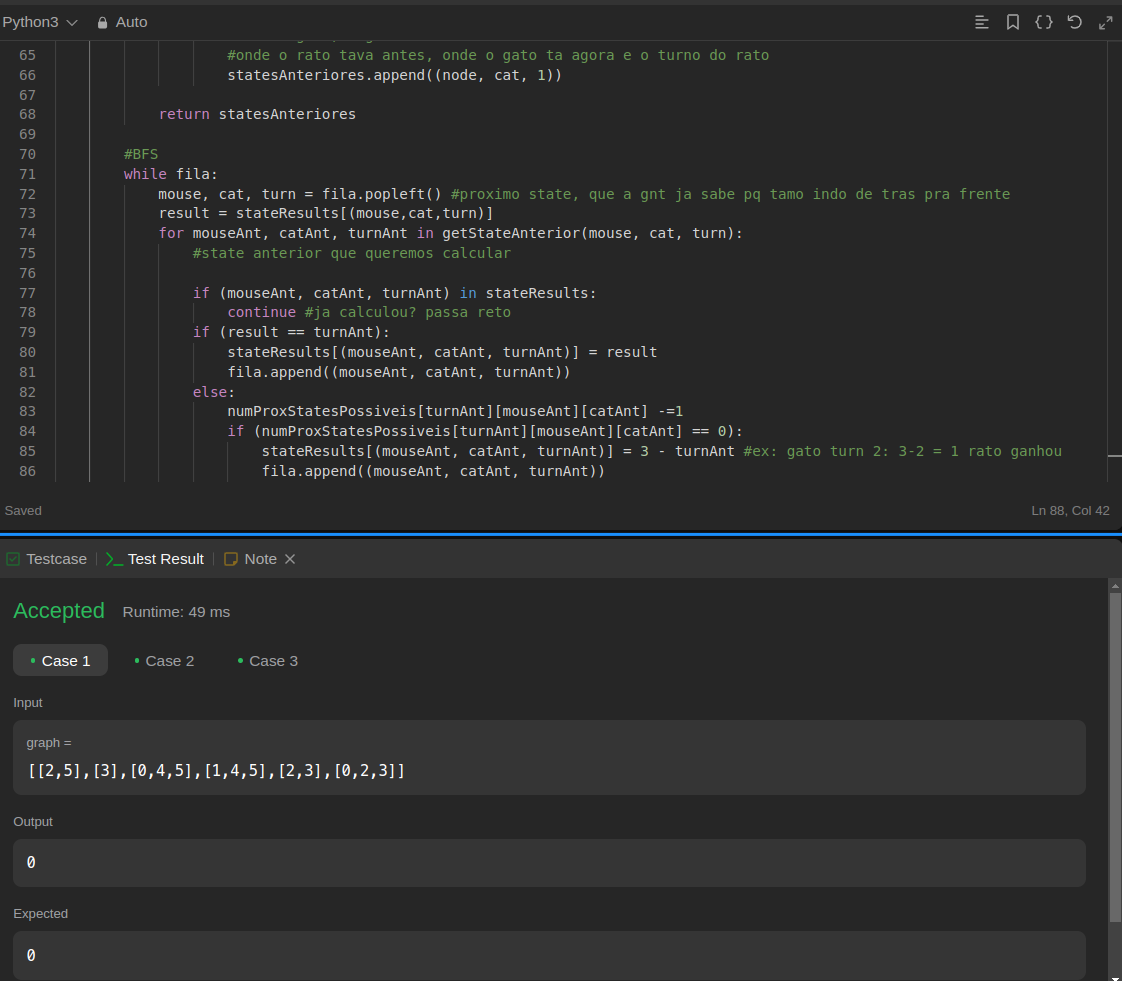 Python3 Auto
65 #onde o rato tava antes, onde o gato ta agora e o turno do rato
66 statesAnteriores.append((node, cat, 1))
67
68 return statesAnteriores
69
70 #BFS
71 while fila:
72 mouse, cat, turn = fila.popleft() #proximo state, que a gnt ja sabe pq tamo indo de tras pra frente
73 result = stateResults[(mouse,cat,turn)]
74 for mouseAnt, catAnt, turnAnt in getStateAnterior(mouse, cat, turn):
75 #state anterior que queremos calcular
76
77 if (mouseAnt, catAnt, turnAnt) in stateResults:
78 continue #ja calculou? passa reto
79 if (result == turnAnt):
80 stateResults[(mouseAnt, catAnt, turnAnt)] = result
81 fila.append((mouseAnt, catAnt, turnAnt))
82 else:
83 numProxStatesPossiveis[turnAnt][mouseAnt][catAnt] -=1
84 if (numProxStatesPossiveis[turnAnt][mouseAnt][catAnt] == 0):
85 stateResults[(mouseAnt, catAnt, turnAnt)] = 3 - turnAnt #ex: gato turn 2: 3-2 = 1 rato ganhou
86 fila.append((mouseAnt, catAnt, turnAnt))
Saved Ln 88, Col 42
Testcase Test Result Note
Accepted Runtime: 49 ms
Case 1 Case 2 Case 3
Input
graph =
[[2,5],[3],[0,4,5],[1,4,5],[2,3],[0,2,3]]
Output
0
Expected
0